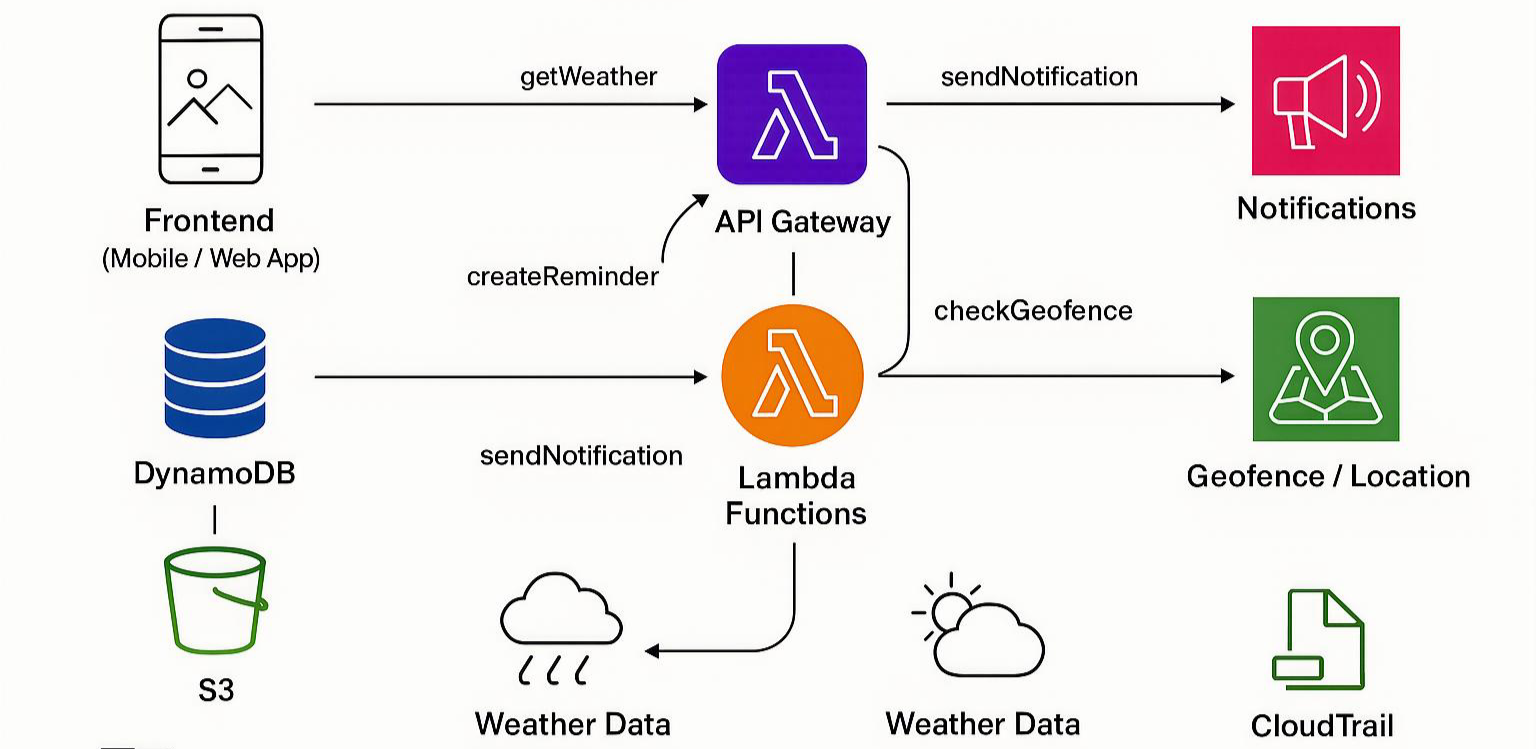 getWeather
sendNotification
Frontend
(Mobile / Web App)
API Gateway
Notifications
createReminder
checkGeofence
DynamoDB
sendNotification
Lambda
Functions
Geofence / Location
S3
Weather Data
Weather Data
CloudTrail